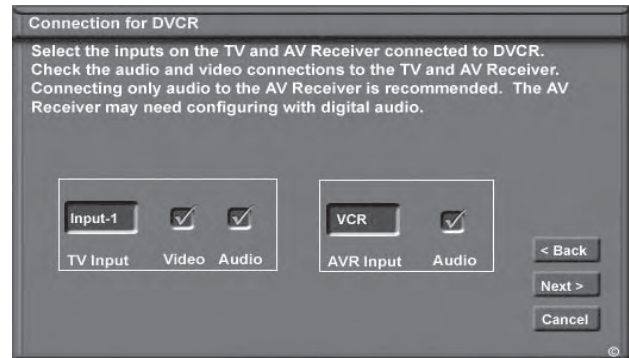 Connection for DVCR
Select the inputs on the TV and AV Receiver connected to DVCR.
Check the audio and video connections to the TV and AV Receiver.
Connecting only audio to the AV Receiver is recommended. The AV
Receiver may need configuring with digital audio.
Input-1
TV Input Video Audio
VCR
AVR Input Audio
< Back
Next >
Cancel
©